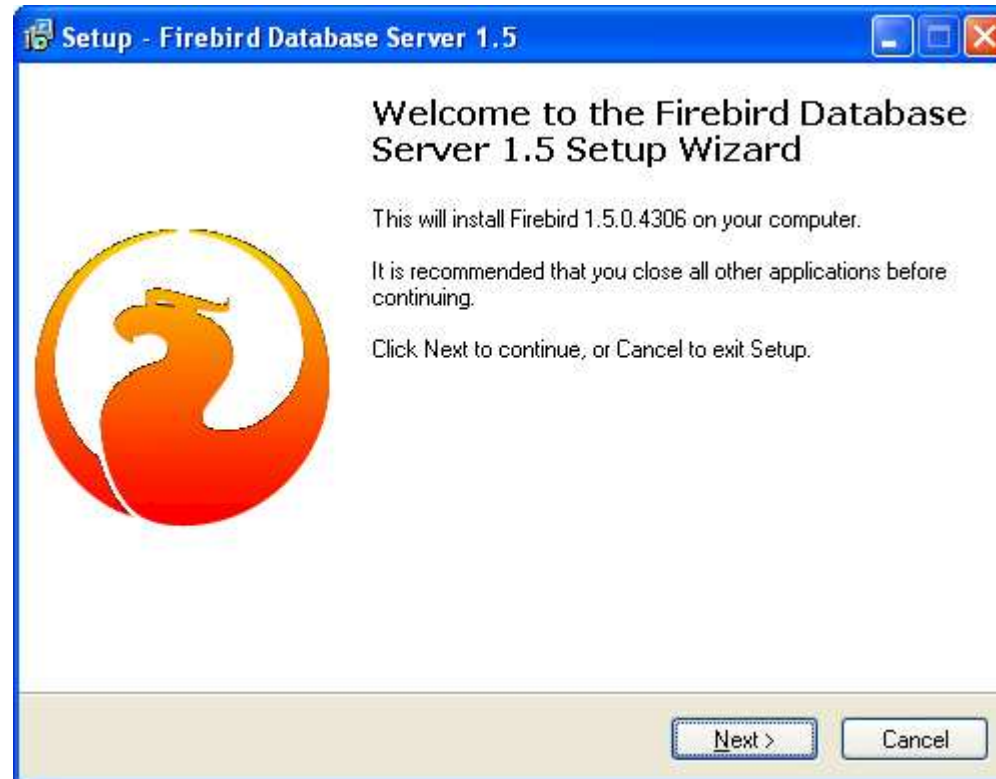 Setup - Firebird Database Server 1.5
Welcome to the Firebird Database
Server 1.5 Setup Wizard
This will install Firebird 1.5.0.4306 on your computer.
It is recommended that you close all other applications before
continuing.
Click Next to continue, or Cancel to exit Setup.
Next >
Cancel